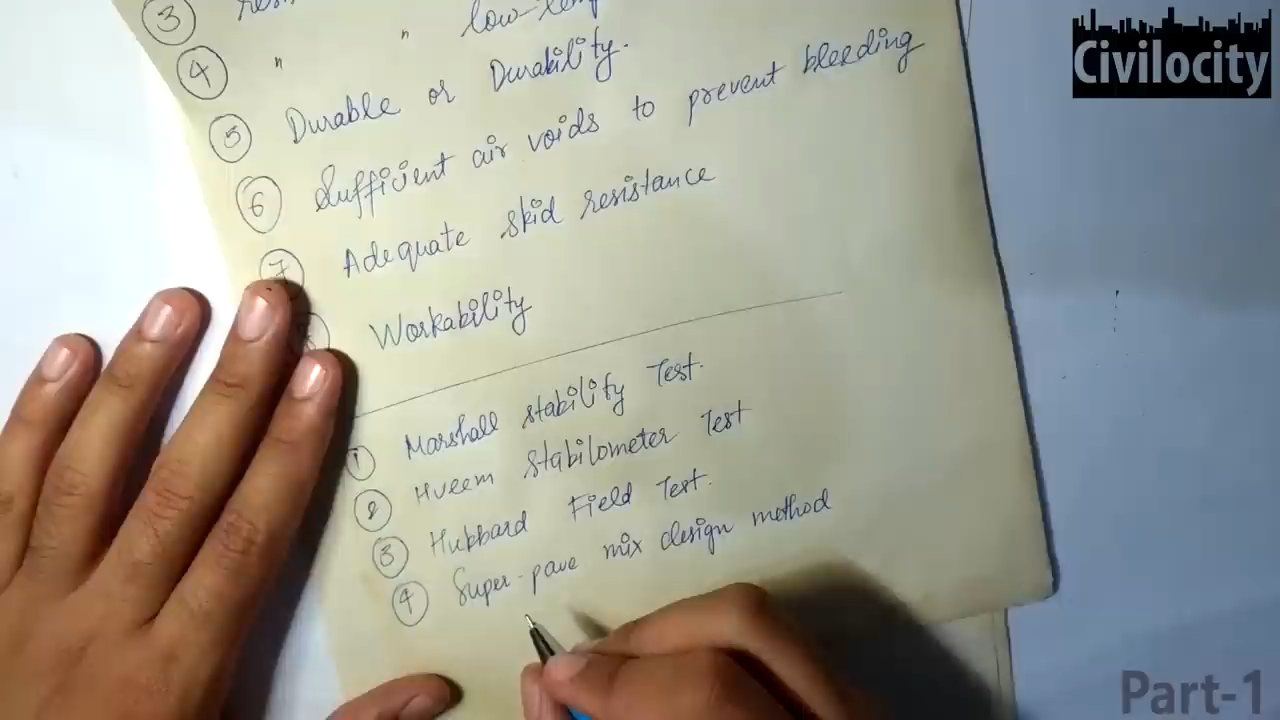 Civilocity
③
" low-
④ "
⑤ Durable or Durability.
⑥ Sufficient air voids to prevent bleeding
⑦ Adequate skid resistance
Workability
① Marshall stability Test.
② Hveem stabilometer Test
③ Hubbard Field Test.
④ Super-pave mix design method
Part-1